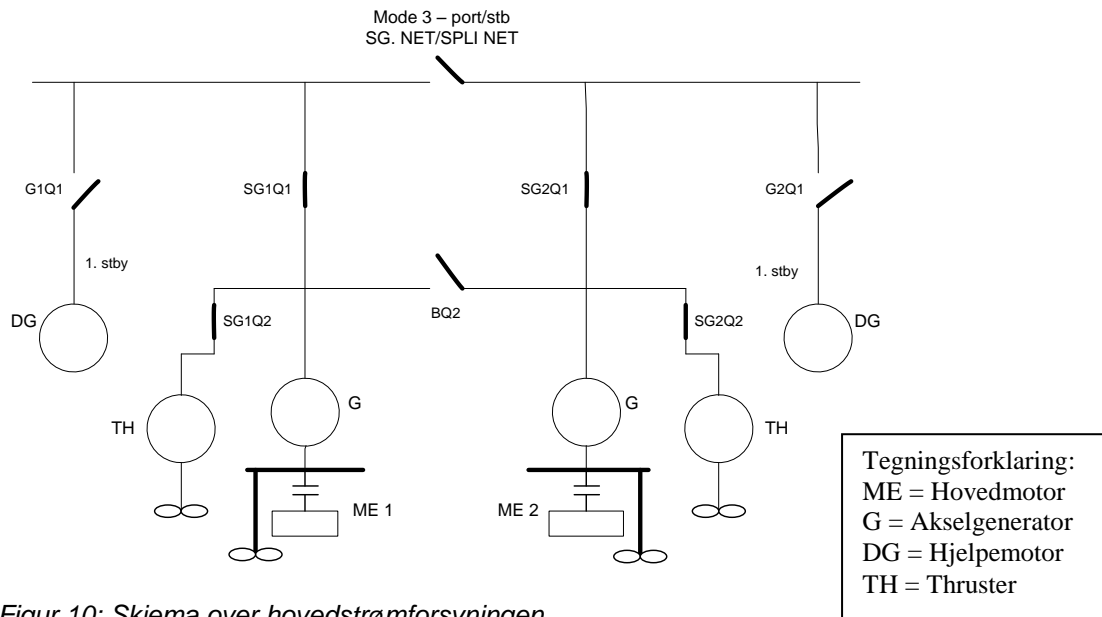 Mode 3 – port/stb
SG. NET/SPLI NET
G1Q1
SG1Q1
SG2Q1
G2Q1
1. stby
1. stby
BQ2
DG
SG1Q2
SG2Q2
DG
TH
G
G
TH
ME 1
ME 2
Tegningsforklaring:
ME = Hovedmotor
G = Akselgenerator
DG = Hjelpemotor
TH = Thruster
Figur 10: Skjema over hovedstrømforsyningen